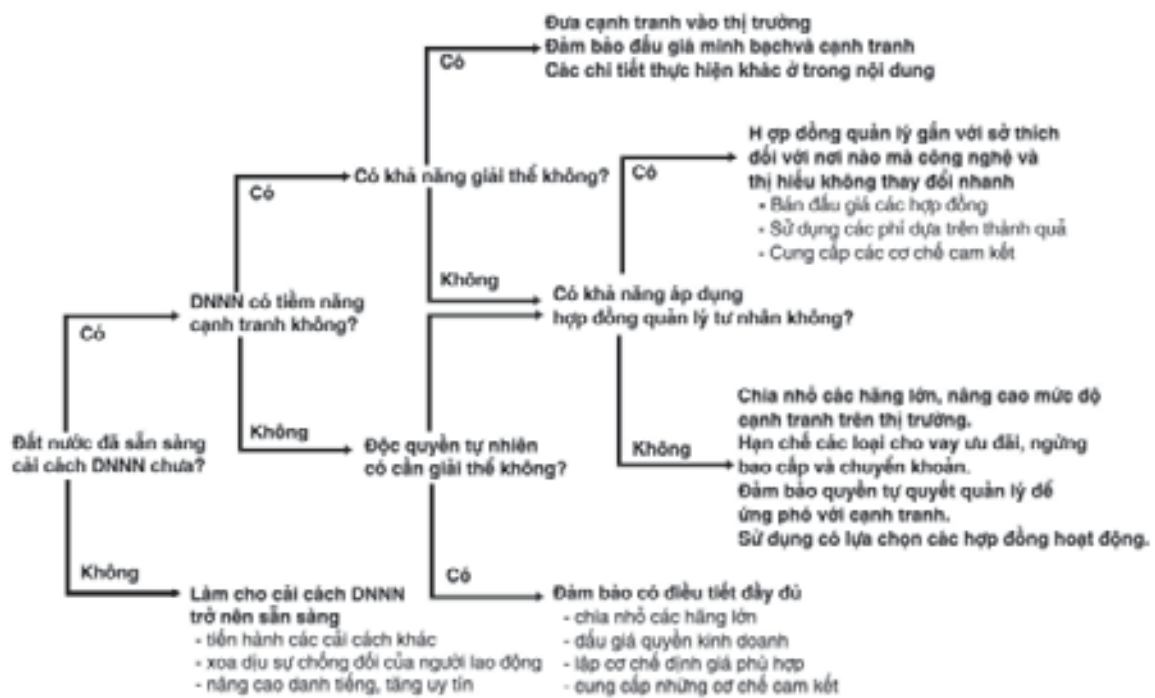 Đưa cạnh tranh vào thị trường
Đảm bảo đấu giá minh bạchvà cạnh tranh
Các chi tiết thực hiện khác ở trong nội dung
Có
H ợp đồng quản lý gắn với sở thích
đối với nơi nào mà công nghệ và
thị hiếu không thay đổi nhanh
- Bán đấu giá các hợp đồng
- Sử dụng các phí dựa trên thành quả
- Cung cấp các cơ chế cam kết
Có
Có khả năng giải thể không?
Có
Không
DNNN có tiềm năng
cạnh tranh không?
Có khả năng áp dụng
hợp đồng quản lý tư nhân không?
Có
Chia nhỏ các hãng lớn, nâng cao mức độ
cạnh tranh trên thị trường.
Hạn chế các loại cho vay ưu đãi, ngừng
bao cấp và chuyển khoản.
Đảm bảo quyền tự quyết quản lý để
ứng phó với cạnh tranh.
Sử dụng có lựa chọn các hợp đồng hoạt động.
Không
Không
Đất nước đã sẵn sàng
cải cách DNNN chưa?
Độc quyền tự nhiên
có cần giải thể không?
Không
Có
Làm cho cải cách DNNN
trở nên sẵn sàng
- tiến hành các cải cách khác
- xoa dịu sự chống đối của người lao động
- nâng cao danh tiếng, tăng uy tín
Đảm bảo có điều tiết đầy đủ
- chia nhỏ các hãng lớn
- đấu giá quyền kinh doanh
- lập cơ chế định giá phù hợp
- cung cấp những cơ chế cam kết